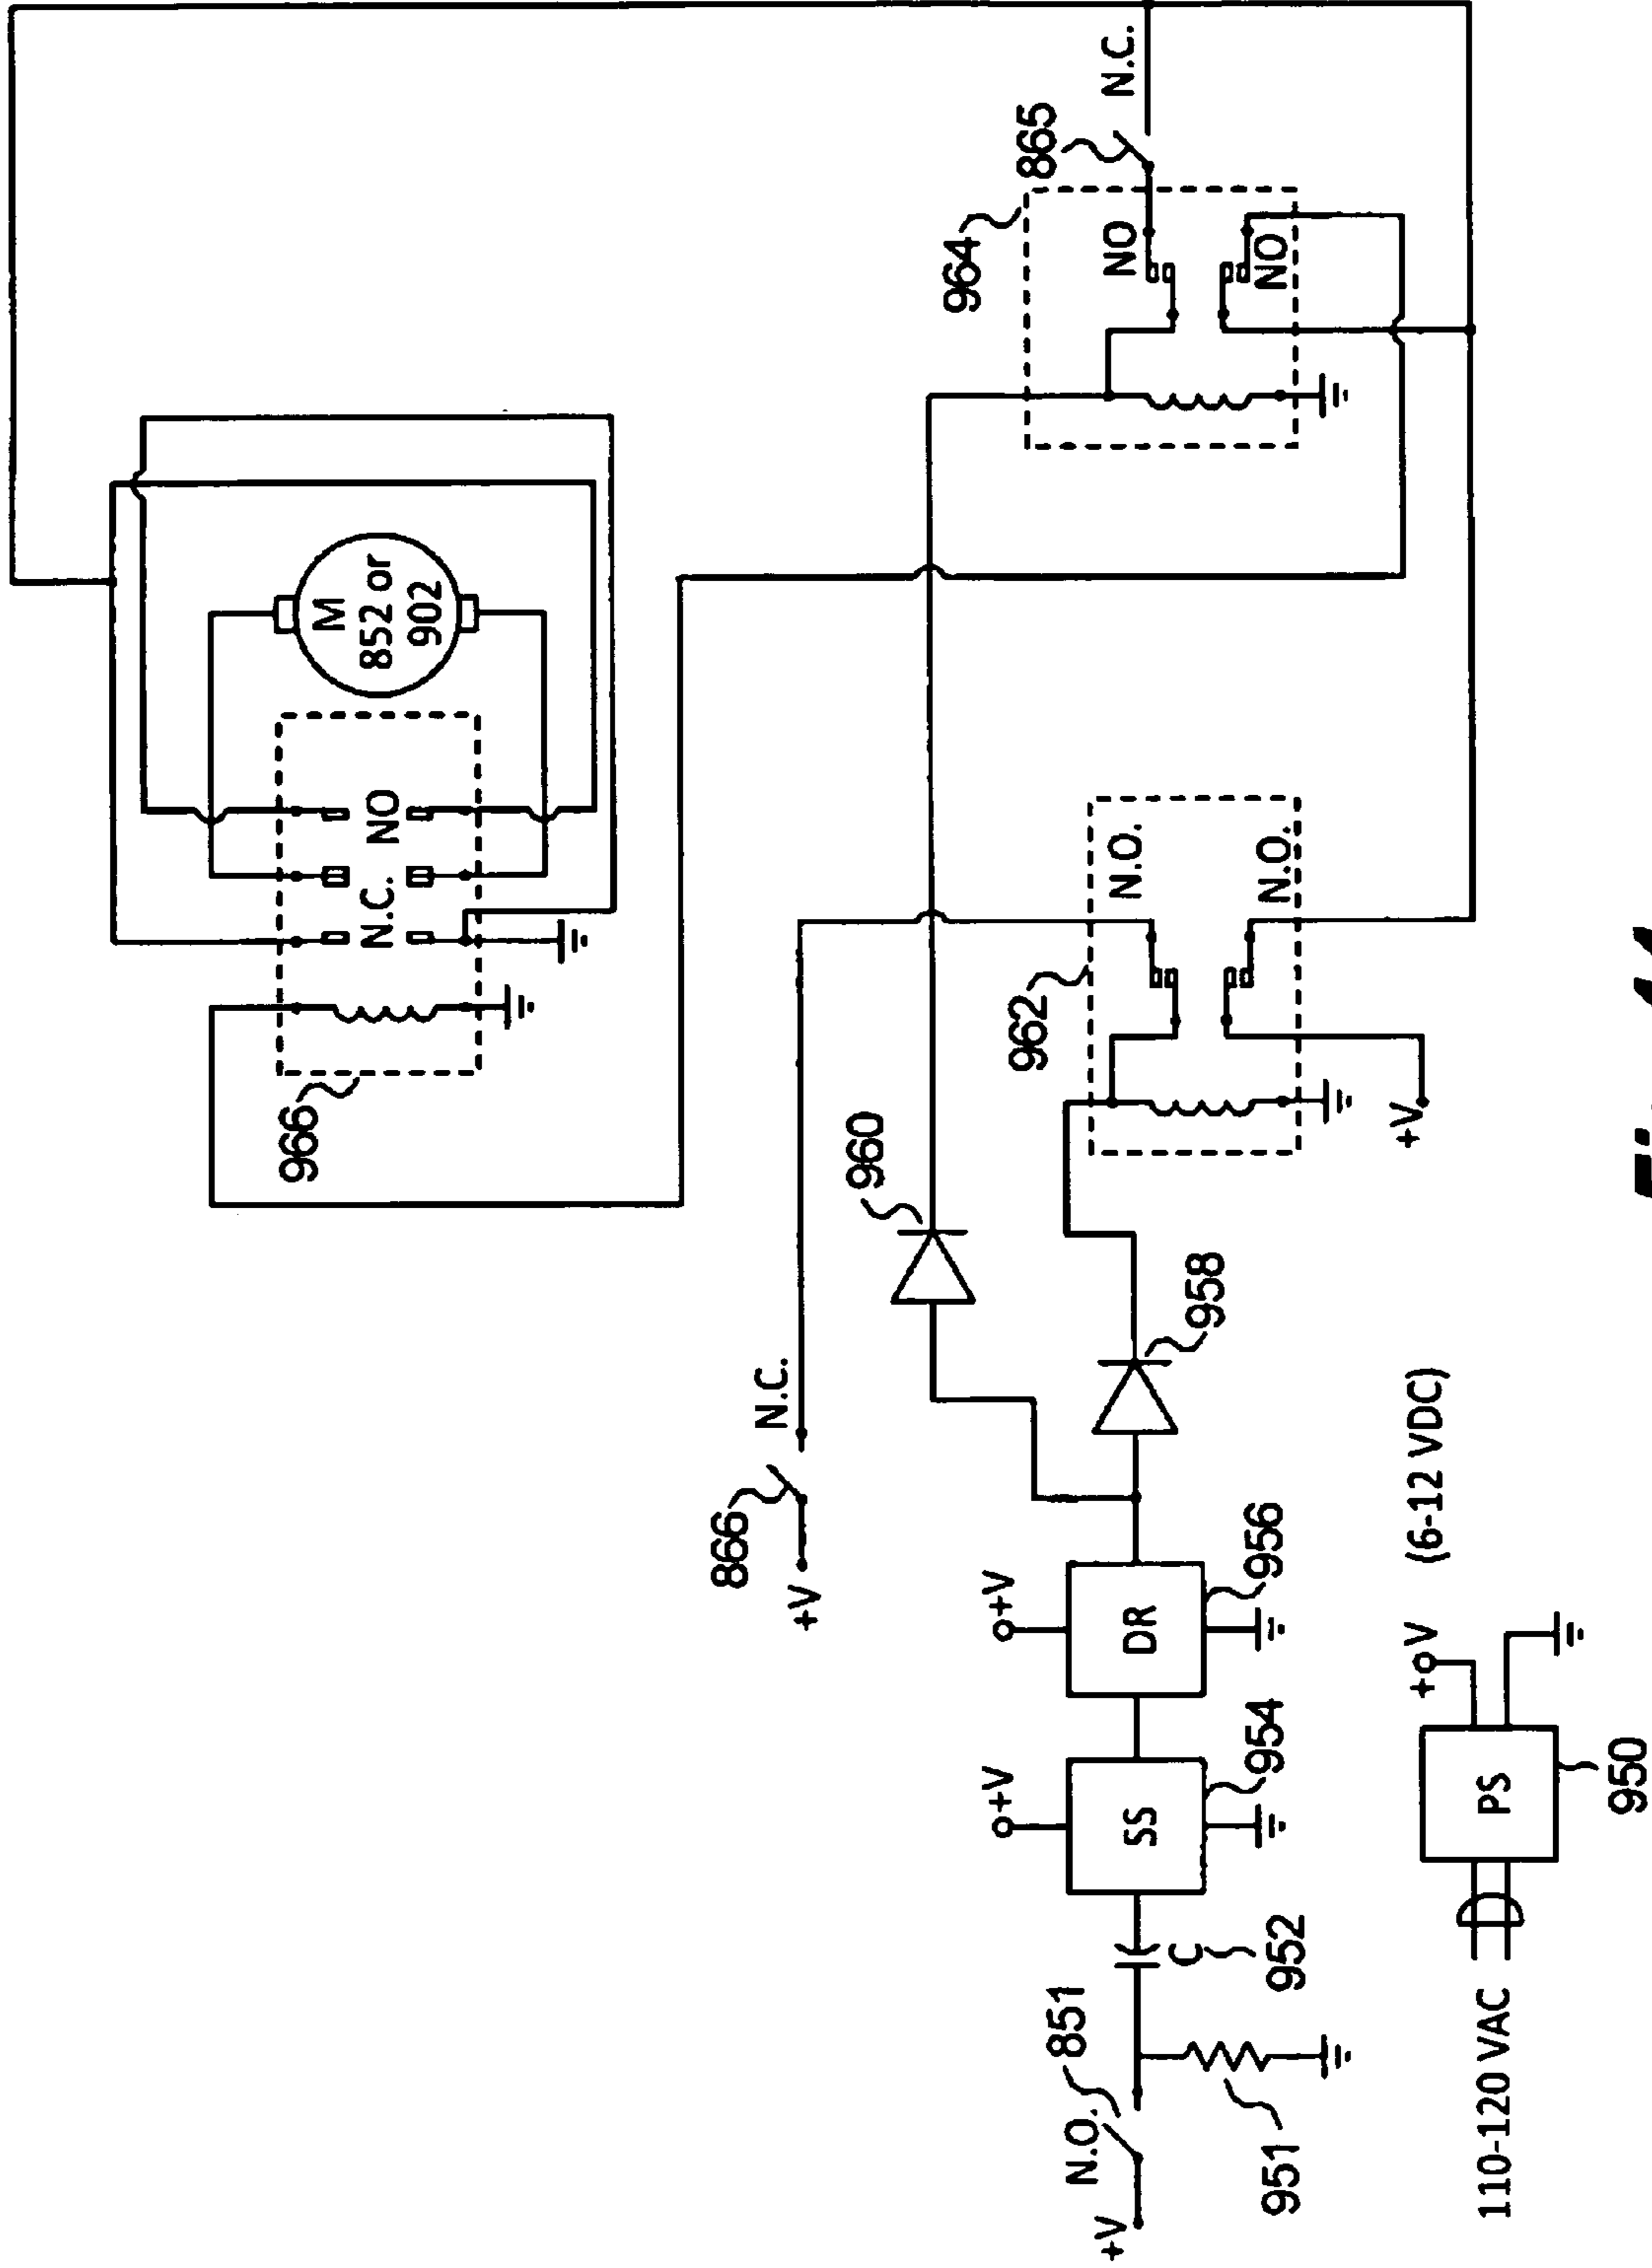 966
M
852 or
902
N.C.
NO
964
865
N.C.
NO
NO
866
N.C.
+V
960
962
N.O.
N.O.
+V
958
+V
+V
SS
DR
954
956
+V
N.O.
851
C
952
951
110-120 VAC
PS
950
+V
(6-12 VDC)